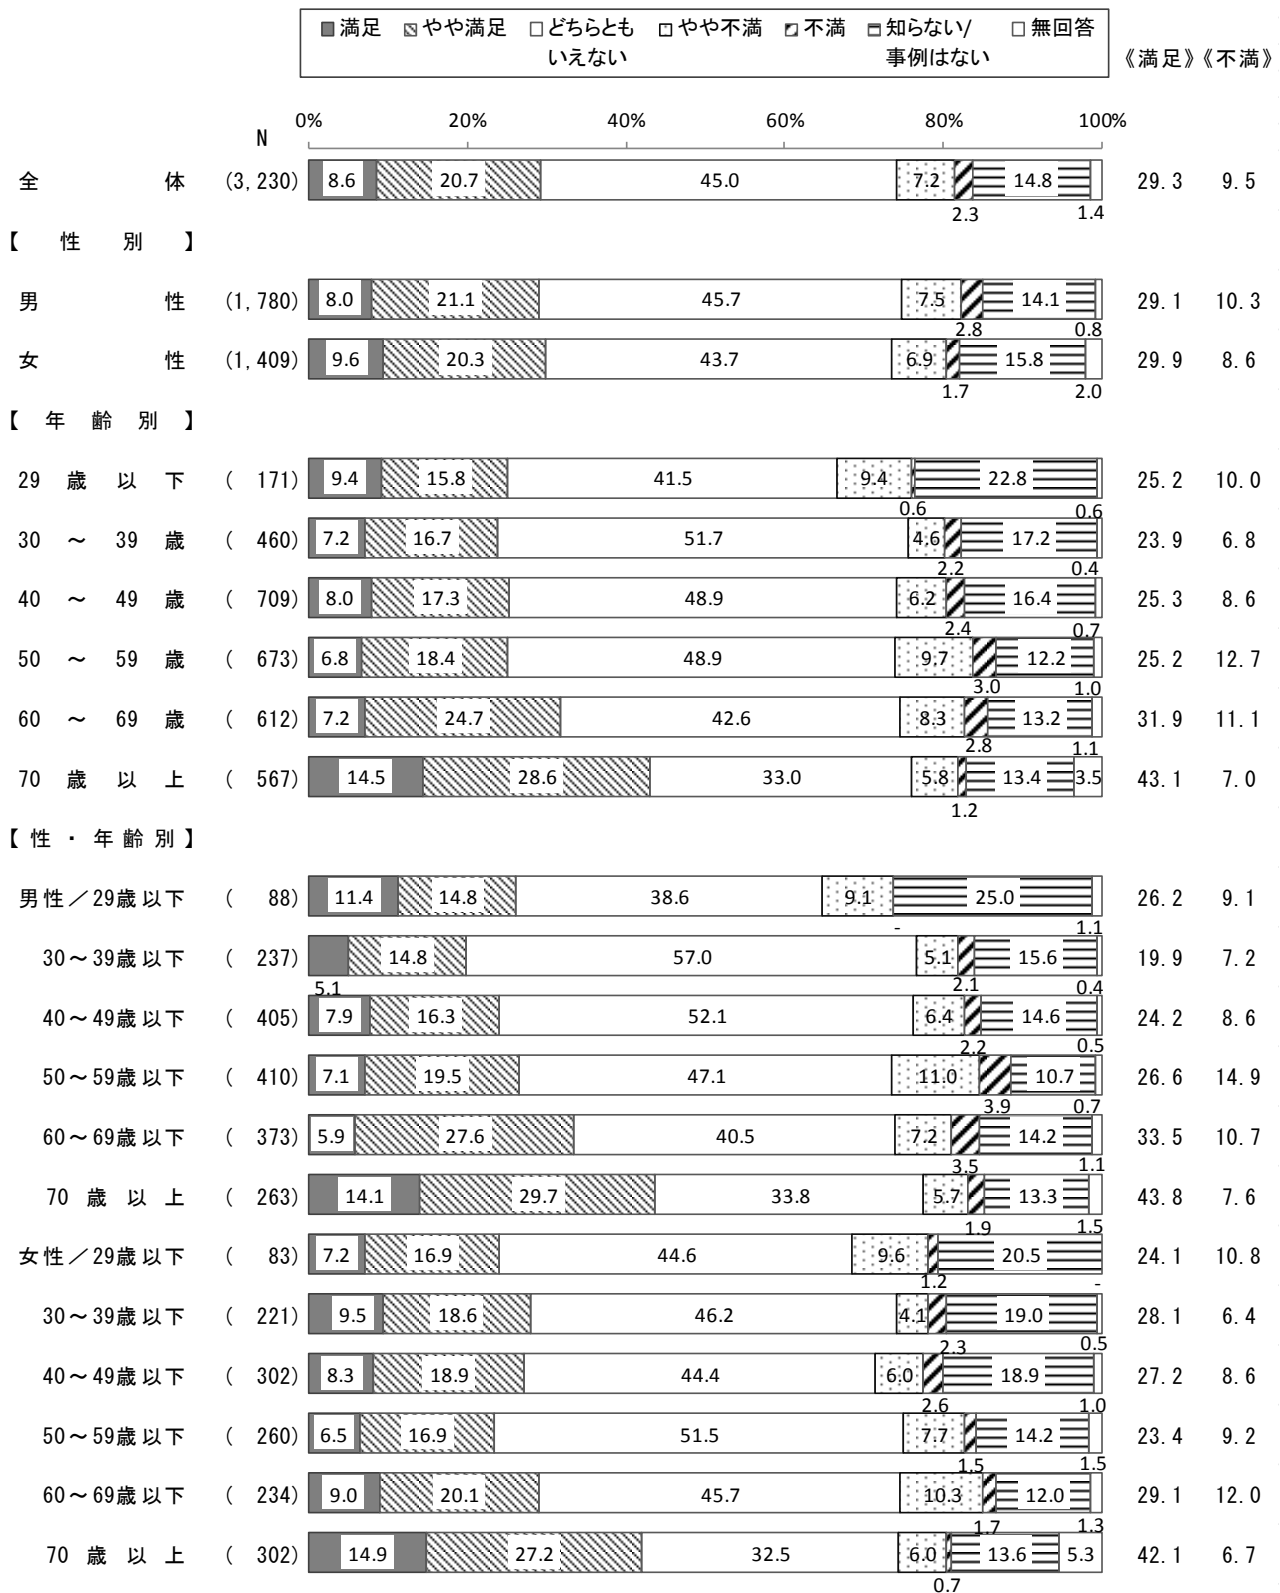 満足 やや満足 どちらとも やや不満 不満 知らない/ 無回答
いえない 事例はない
《満足》《不満》
0% 20% 40% 60% 80% 100%
N
全体 (3,230) 8.6 20.7 45.0 7.2 14.8 29.3 9.5
2.3 1.4
【性別】
男性 (1,780) 8.0 21.1 45.7 7.5 14.1 29.1 10.3
2.8 0.8
女性 (1,409) 9.6 20.3 43.7 6.9 15.8 29.9 8.6
1.7 2.0
【年齢別】
29歳以下 (171) 9.4 15.8 41.5 9.4 22.8 25.2 10.0
0.6 0.6
30～39歳 (460) 7.2 16.7 51.7 4.6 17.2 23.9 6.8
2.2 0.4
40～49歳 (709) 8.0 17.3 48.9 6.2 16.4 25.3 8.6
2.4 0.7
50～59歳 (673) 6.8 18.4 48.9 9.7 12.2 25.2 12.7
3.0 1.0
60～69歳 (612) 7.2 24.7 42.6 8.3 13.2 31.9 11.1
2.8 1.1
70歳以上 (567) 14.5 28.6 33.0 5.8 13.4 3.5 43.1 7.0
1.2
【性・年齢別】
男性／29歳以下 (88) 11.4 14.8 38.6 9.1 25.0 26.2 9.1
- 1.1
30～39歳以下 (237) 14.8 57.0 5.1 15.6 19.9 7.2
5.1 2.1 0.4
40～49歳以下 (405) 7.9 16.3 52.1 6.4 14.6 24.2 8.6
2.2 0.5
50～59歳以下 (410) 7.1 19.5 47.1 11.0 10.7 26.6 14.9
3.9 0.7
60～69歳以下 (373) 5.9 27.6 40.5 7.2 14.2 33.5 10.7
3.5 1.1
70歳以上 (263) 14.1 29.7 33.8 5.7 13.3 43.8 7.6
1.9 1.5
女性／29歳以下 (83) 7.2 16.9 44.6 9.6 20.5 24.1 10.8
1.2 -
30～39歳以下 (221) 9.5 18.6 46.2 4.1 19.0 28.1 6.4
2.3 0.5
40～49歳以下 (302) 8.3 18.9 44.4 6.0 18.9 27.2 8.6
2.6 1.0
50～59歳以下 (260) 6.5 16.9 51.5 7.7 14.2 23.4 9.2
1.5 1.5
60～69歳以下 (234) 9.0 20.1 45.7 10.3 12.0 29.1 12.0
1.7 1.3
70歳以上 (302) 14.9 27.2 32.5 6.0 13.6 5.3 42.1 6.7
0.7